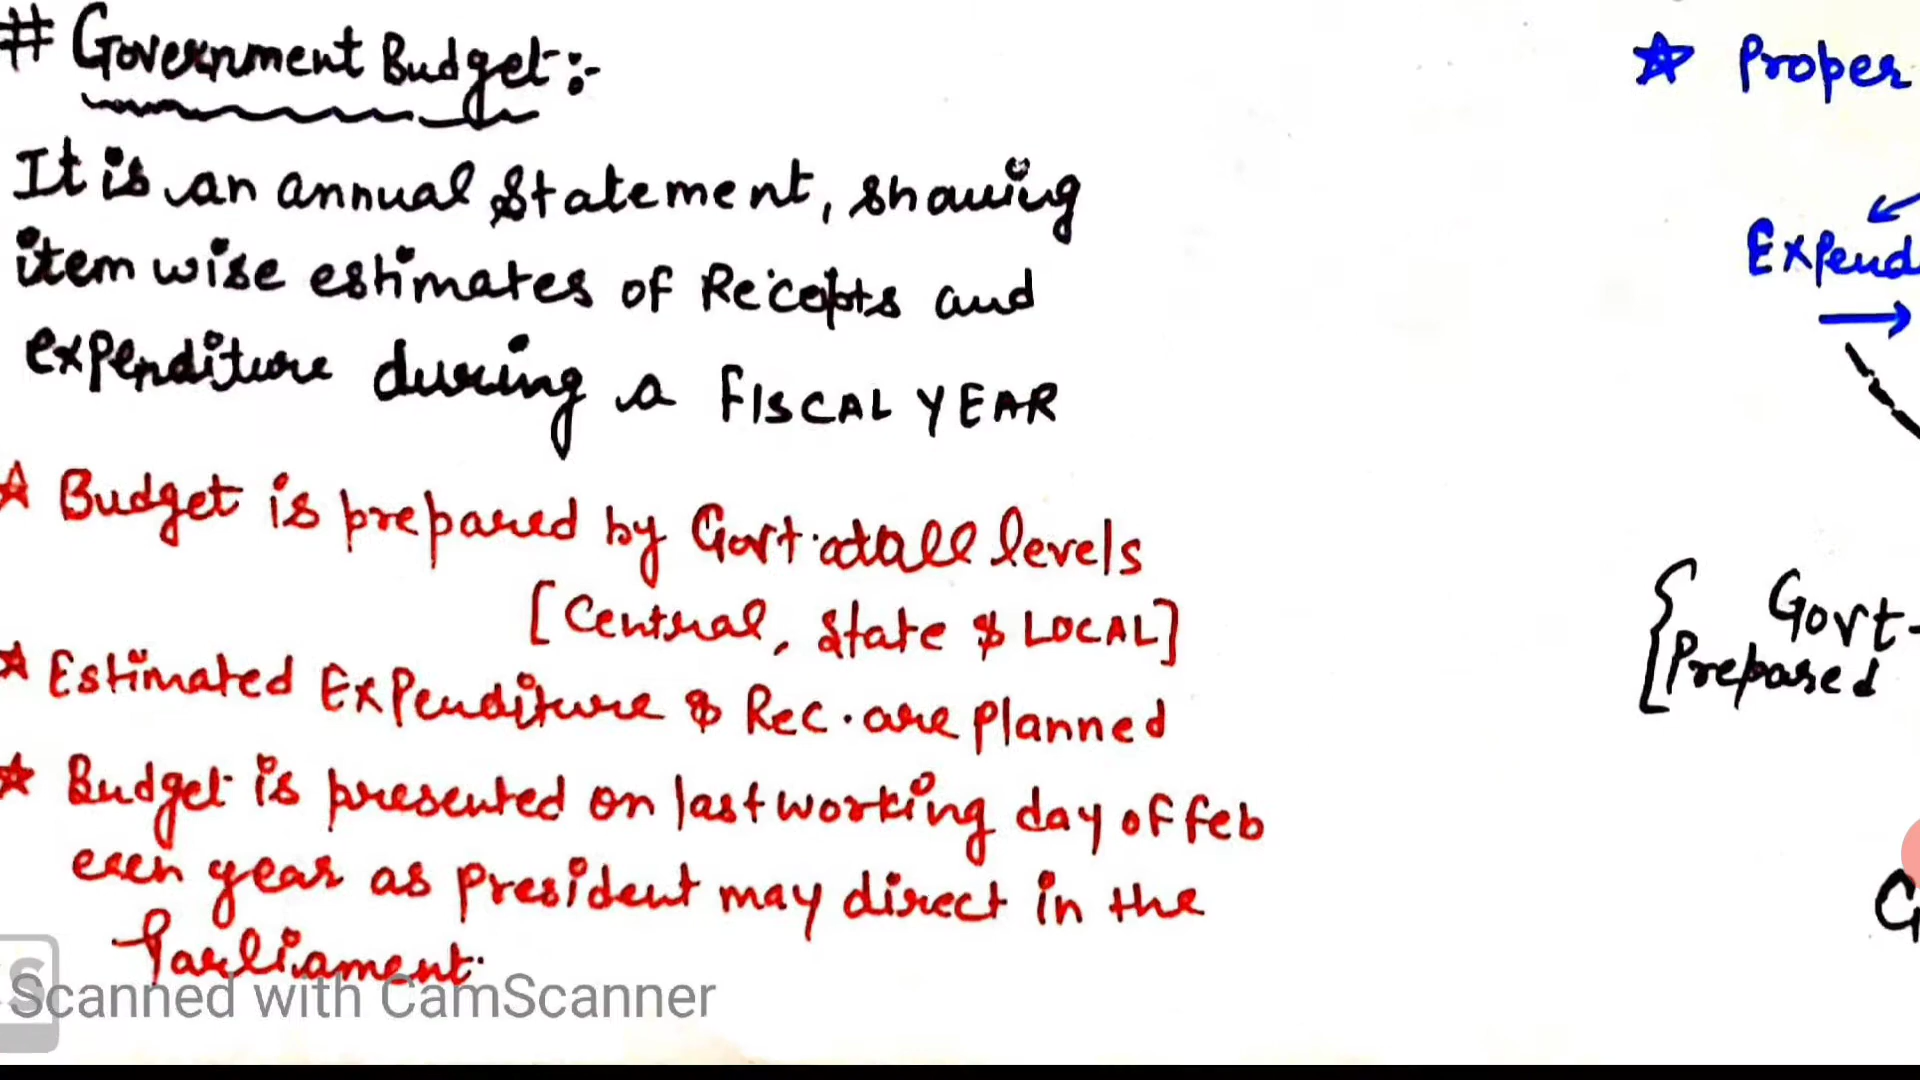 # Government Budget:-
It is an annual Statement, showing
item wise estimates of Receipts and
expenditure during a FISCAL YEAR
☆ Budget is prepared by Govt. at all levels
[Central, State & LOCAL]
☆ Estimated Expenditure & Rec. are planned
☆ Budget is presented on last working day of feb
each year as president may direct in the
Parliament.
Scanned with CamScanner
CS
☆ Proper
Expend
{ Govt-
Prepared